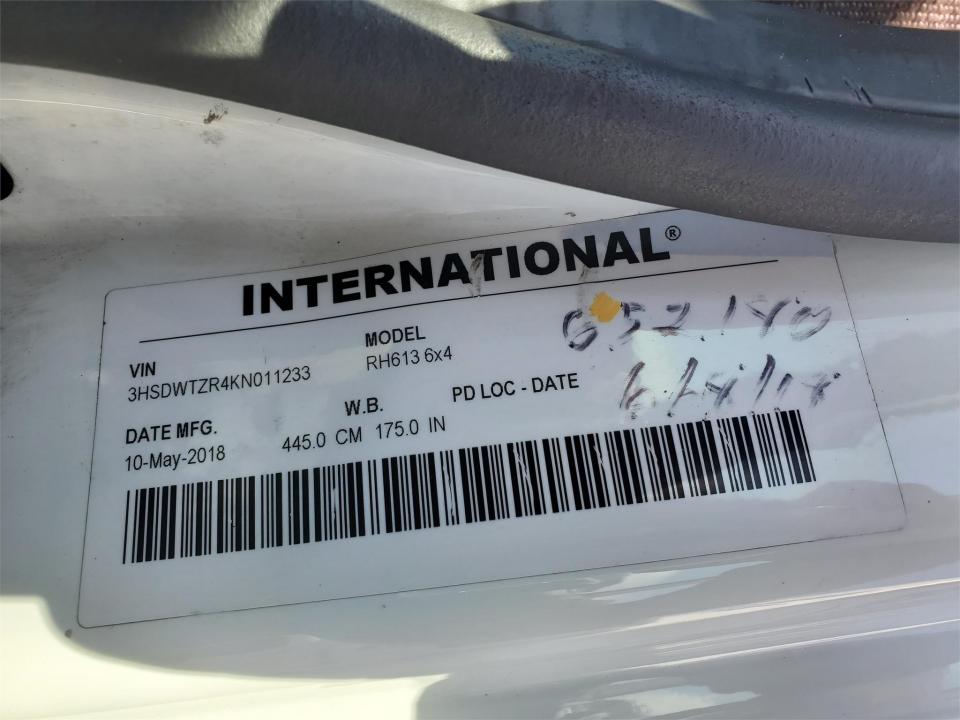 INTERNATIONAL®
VIN
3HSDWTZR4KN011233
MODEL
RH613 6x4
DATE MFG.
10-May-2018
W.B.
445.0 CM 175.0 IN
PD LOC - DATE